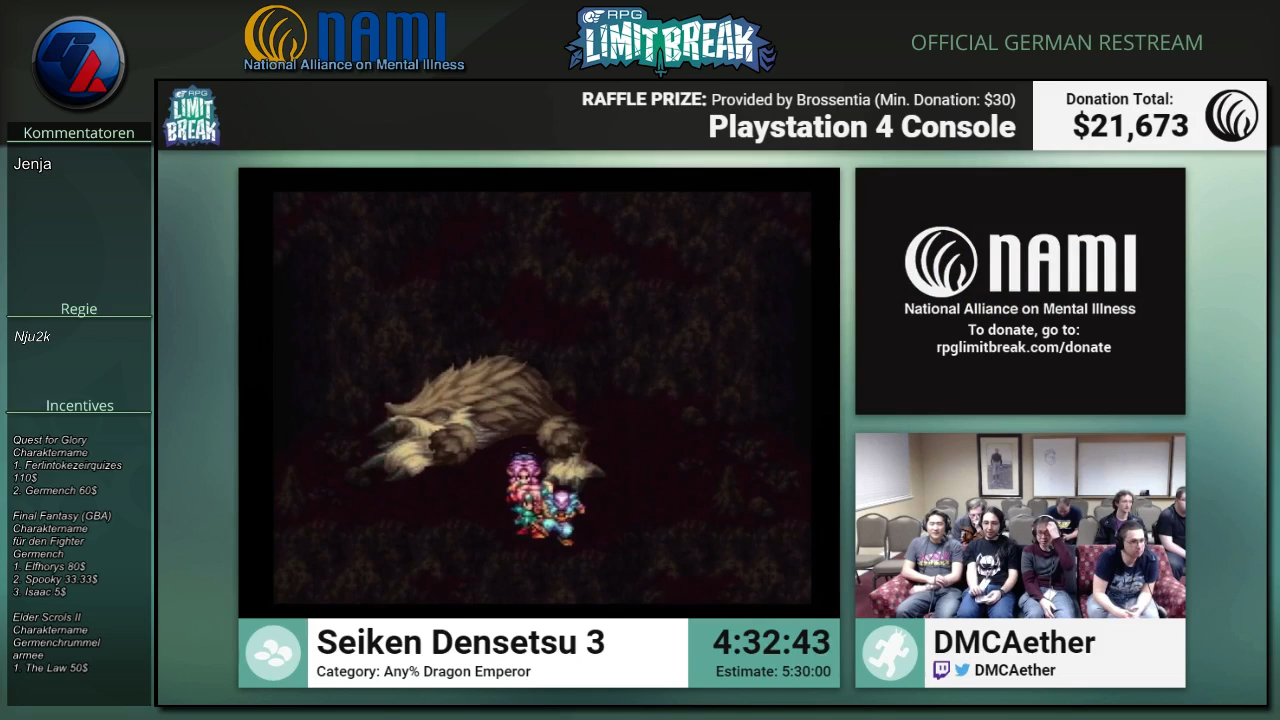 NAMI
National Alliance on Mental Illness
RPG
LIMIT BREAK
OFFICIAL GERMAN RESTREAM
Kommentatoren
Jenja
Regie
Nju2k
Incentives
Quest for Glory
Charaktername
1. Ferlintokezeirquizes
110$
2. Germench 60$
Final Fantasy (GBA)
Charaktername
für den Fighter
Germench
1. Elfhorys 80$
2. Spooky 33.33$
3. Isaac 5$
Elder Scrols II
Charaktername
Germenchrummel
armee
1. The Law 50$
RPG
LIMIT
BREAK
RAFFLE PRIZE: Provided by Brossentia (Min. Donation: $30)
Playstation 4 Console
Donation Total:
$21,673
NAMI
National Alliance on Mental Illness
To donate, go to:
rpglimitbreak.com/donate
Seiken Densetsu 3
Category: Any% Dragon Emperor
4:32:43
Estimate: 5:30:00
DMCAether
DMCAether